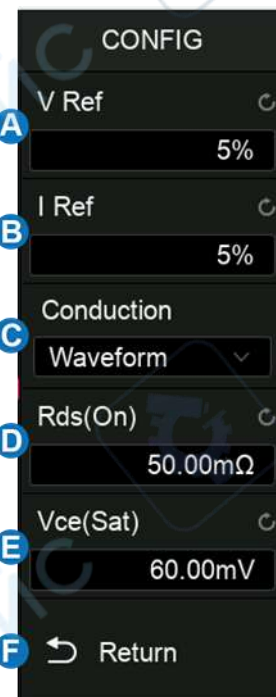 CONFIG
V Ref
A
5%
I Ref
B
5%
Conduction
C
Waveform
Rds(On)
D
50.00mΩ
Vce(Sat)
E
60.00mV
F Return